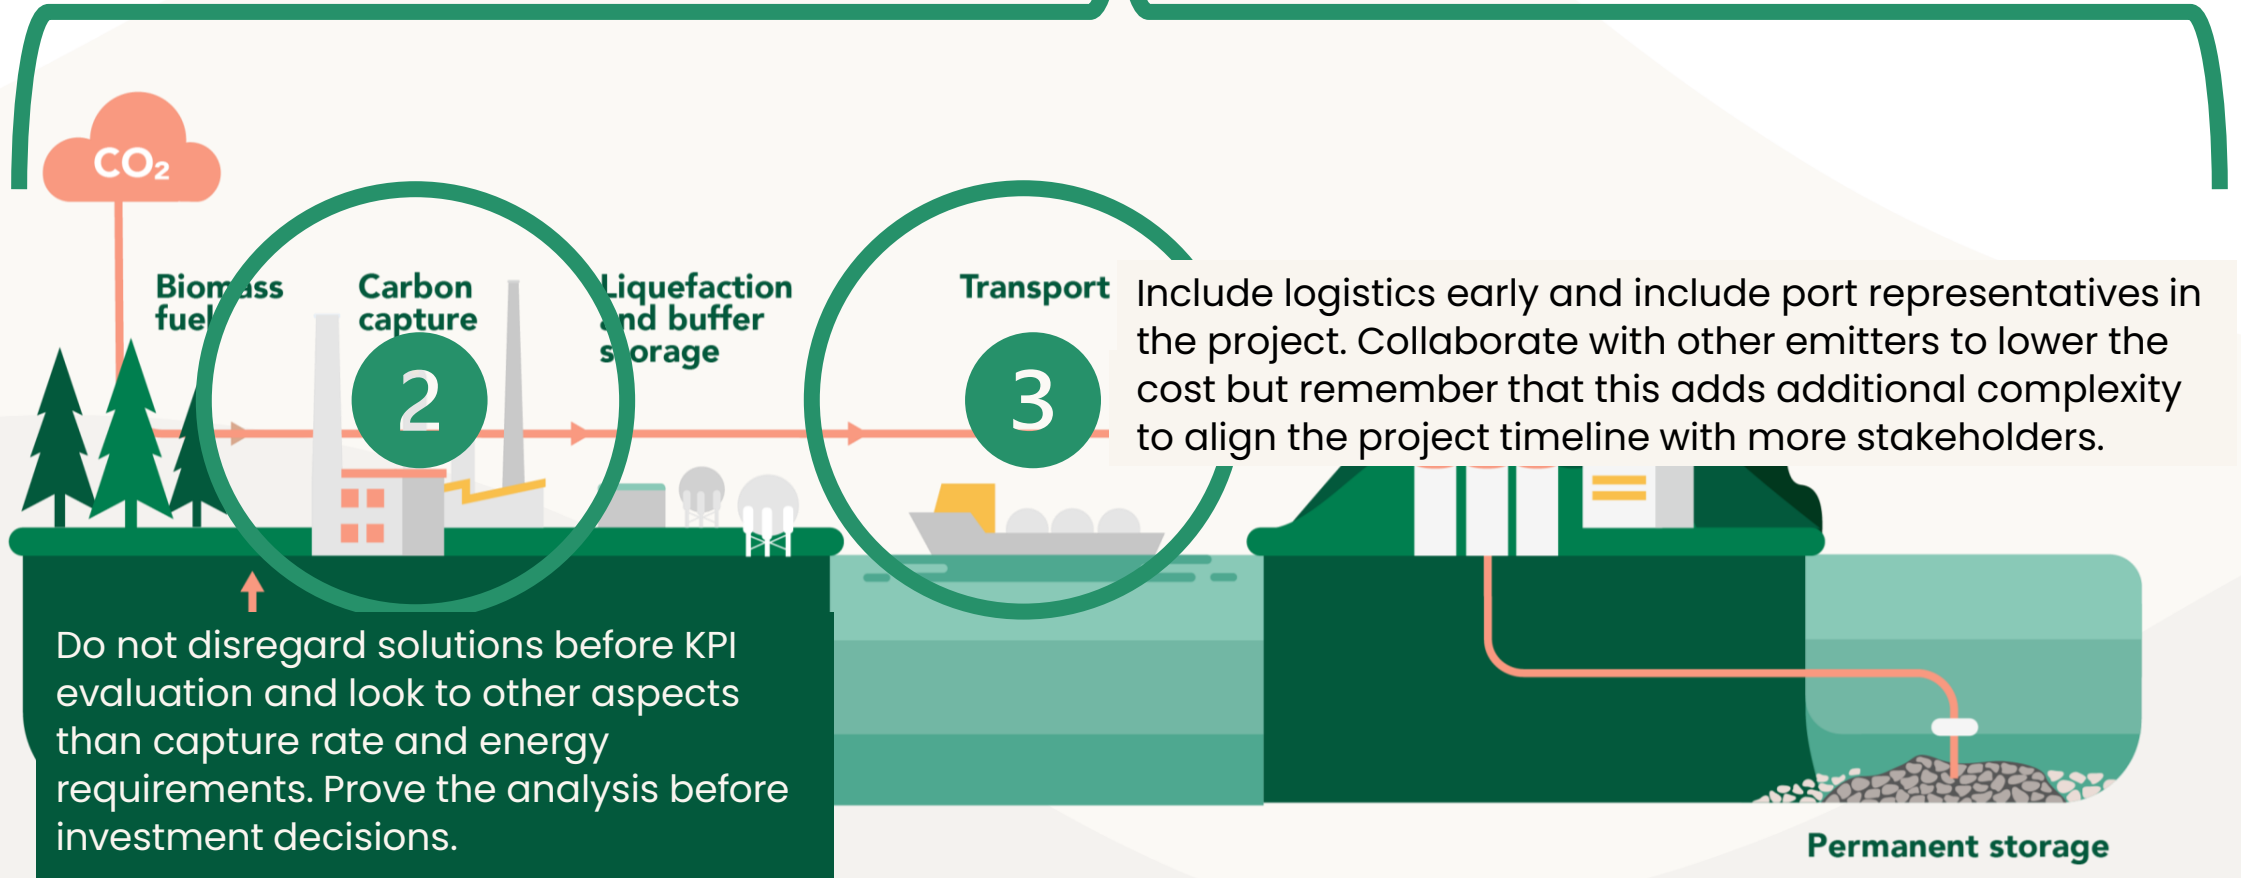 CO₂
Biomass
fuel
Carbon
capture
Liquefaction
and buffer
storage
Transport
2
3
Include logistics early and include port representatives in
the project. Collaborate with other emitters to lower the
cost but remember that this adds additional complexity
to align the project timeline with more stakeholders.
Do not disregard solutions before KPI
evaluation and look to other aspects
than capture rate and energy
requirements. Prove the analysis before
investment decisions.
Permanent storage